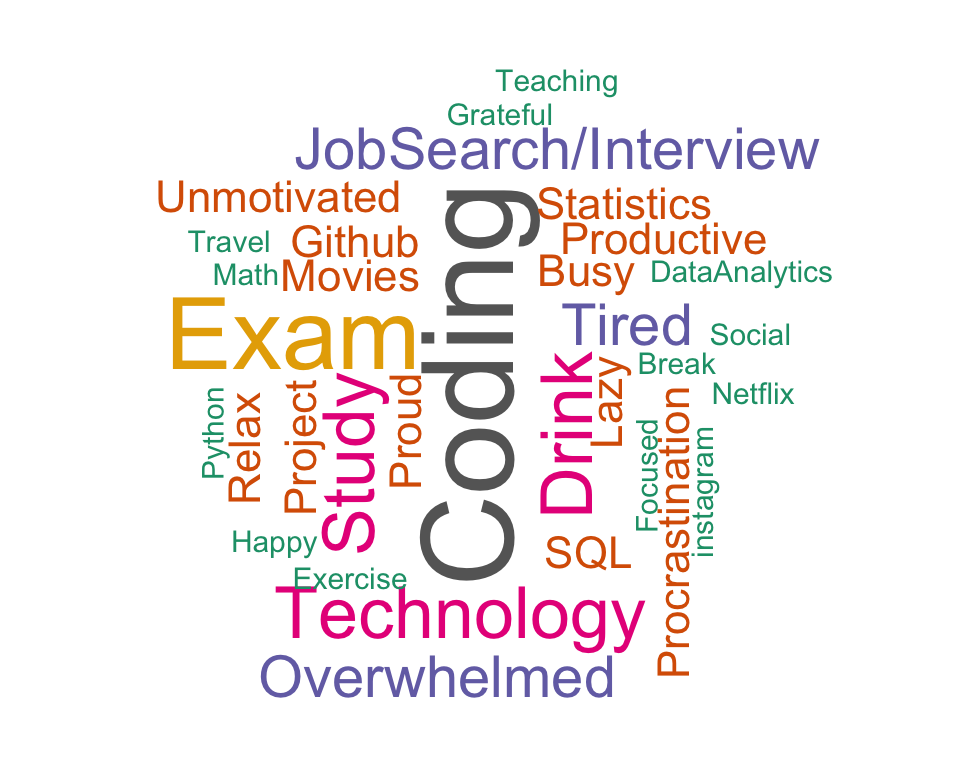 Teaching
Grateful
JobSearch/Interview
Unmotivated
Statistics
Travel
Github
Productive
Math
Movies
Busy
DataAnalytics
Exam
Coding
Tired
Social
Break
Netflix
Python
Relax
Project
Study
Proud
Drink
Lazy
Focused
Procrastination
instagram
Happy
SQL
Exercise
Technology
Overwhelmed